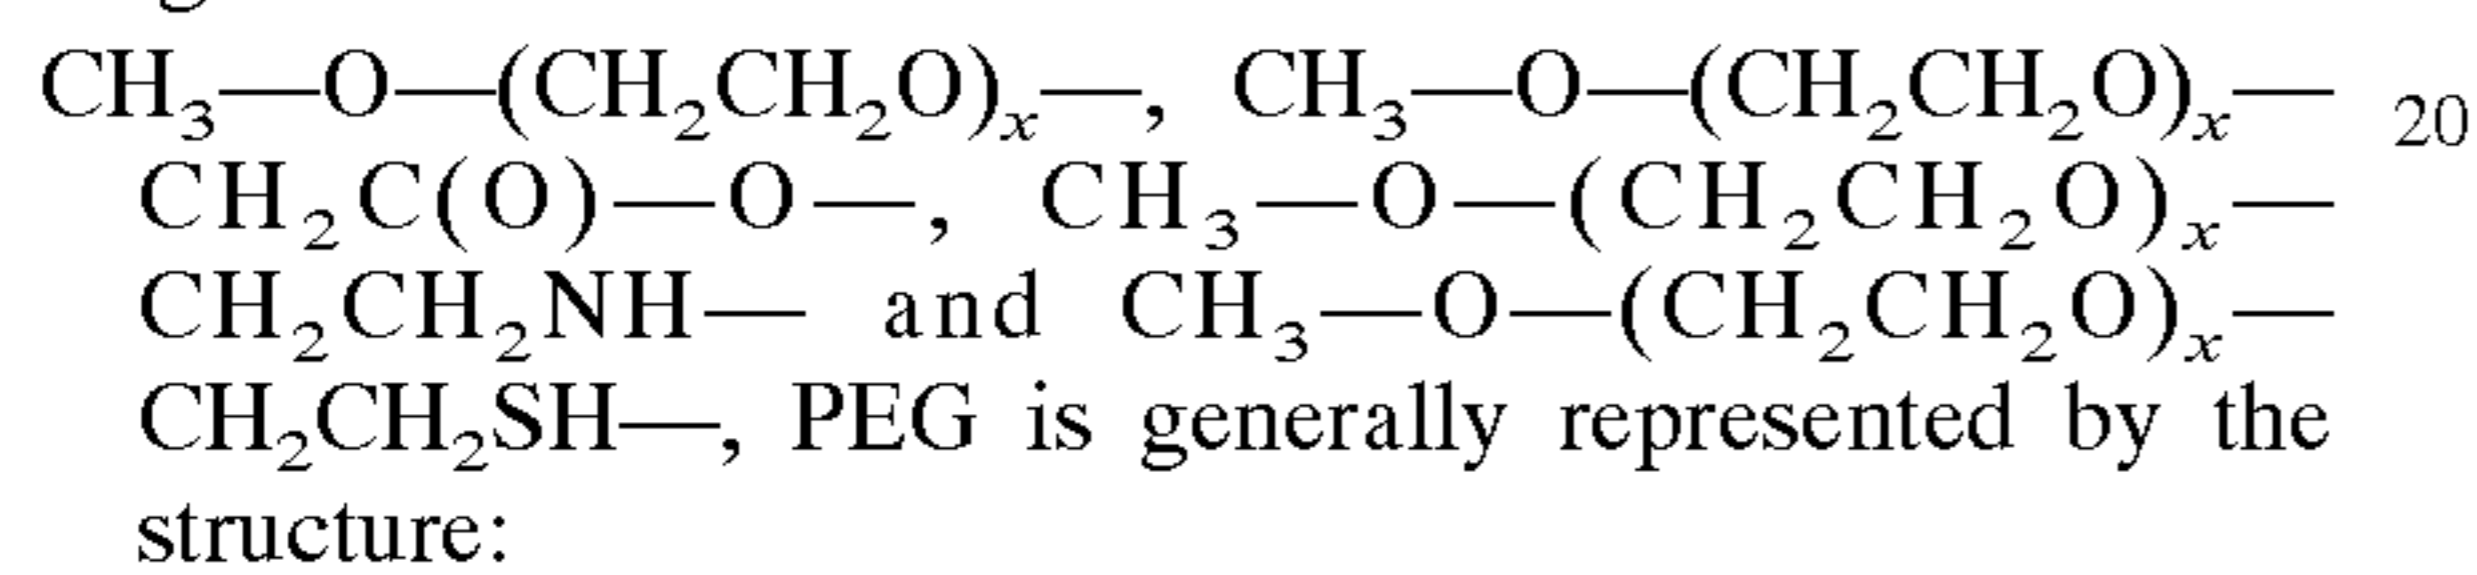 CH₃—O—(CH₂CH₂O)ₓ—, CH₃—O—(CH₂CH₂O)ₓ— 20
CH₂C(O)—O—, CH₃—O—(CH₂CH₂O)ₓ—
CH₂CH₂NH— and CH₃—O—(CH₂CH₂O)ₓ—
CH₂CH₂SH—, PEG is generally represented by the
structure: